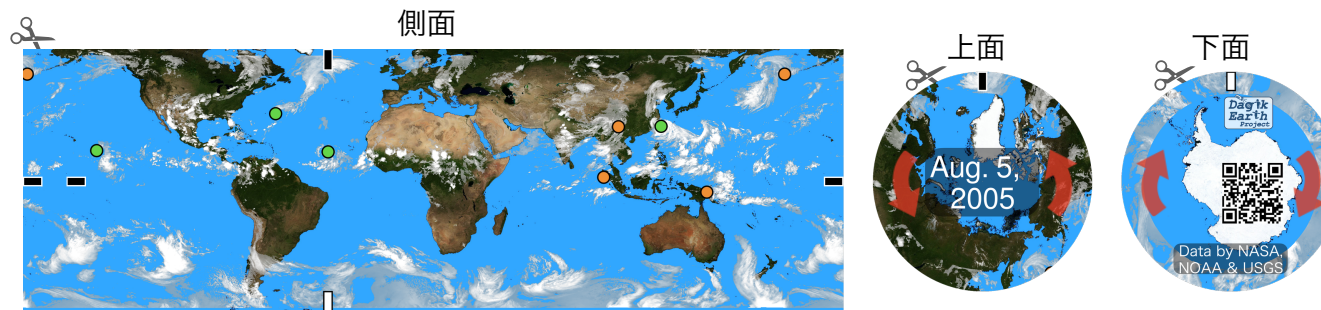 側面
上面
下面
Aug. 5,
2005
Dagik
Earth
Project
Data by NASA,
NOAA & USGS